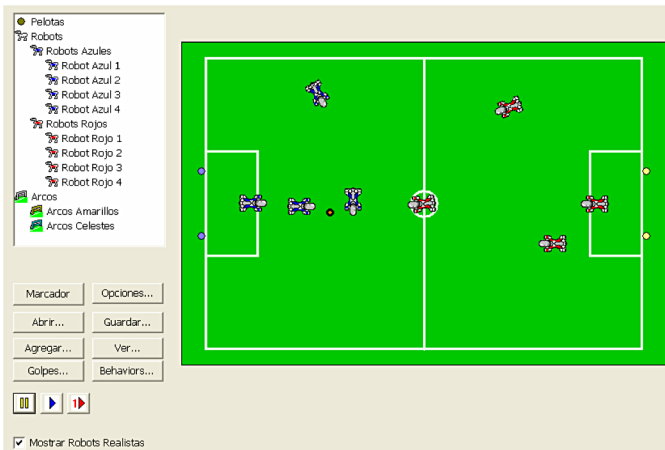 Pelotas
Robots
Robots Azules
Robot Azul 1
Robot Azul 2
Robot Azul 3
Robot Azul 4
Robots Rojos
Robot Rojo 1
Robot Rojo 2
Robot Rojo 3
Robot Rojo 4
Arcos
Arcos Amarillos
Arcos Celestes
Marcador Opciones...
Abrir... Guardar...
Agregar... Ver...
Golpes... Behaviors...
1
Mostrar Robots Realistas